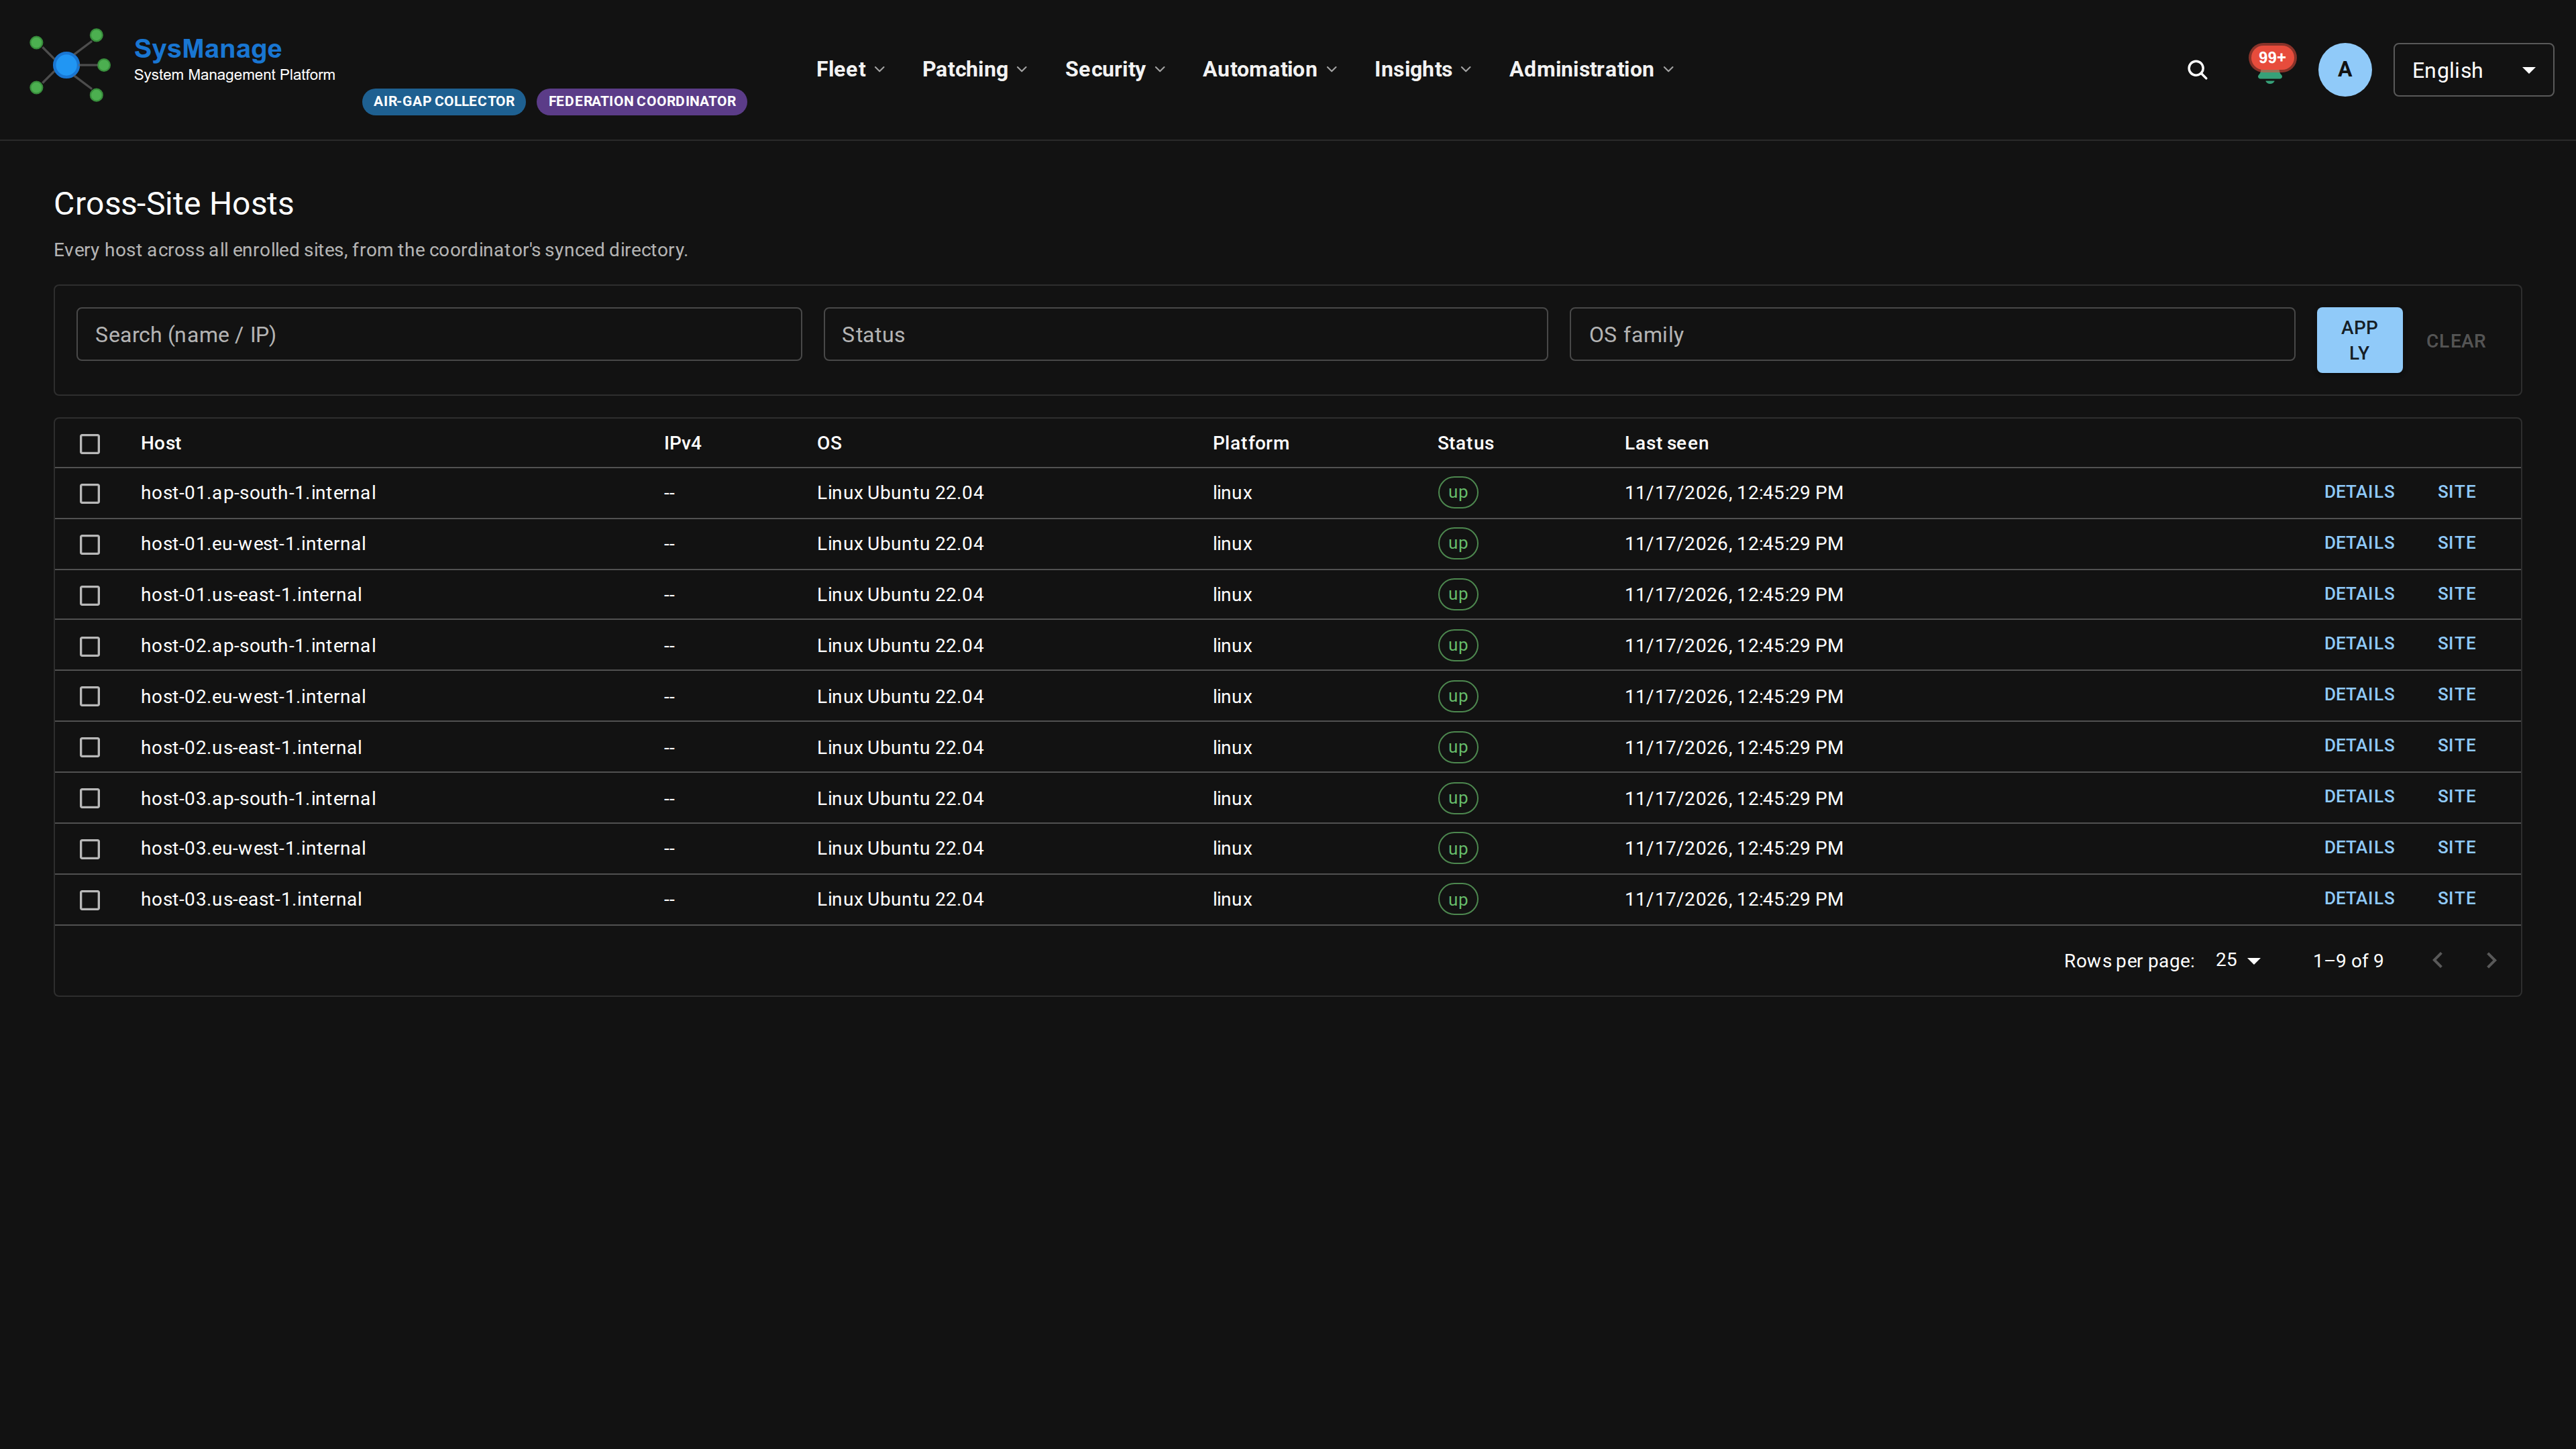 SysManage
System Management Platform
AIR-GAP COLLECTOR FEDERATION COORDINATOR
Fleet Patching Security Automation Insights Administration
99+
A
English
Cross-Site Hosts
Every host across all enrolled sites, from the coordinator's synced directory.
Search (name / IP) Status OS family
APP
LY
CLEAR
Host IPv4 OS Platform Status Last seen
host-01.ap-south-1.internal -- Linux Ubuntu 22.04 linux up 11/17/2026, 12:45:29 PM DETAILS SITE
host-01.eu-west-1.internal -- Linux Ubuntu 22.04 linux up 11/17/2026, 12:45:29 PM DETAILS SITE
host-01.us-east-1.internal -- Linux Ubuntu 22.04 linux up 11/17/2026, 12:45:29 PM DETAILS SITE
host-02.ap-south-1.internal -- Linux Ubuntu 22.04 linux up 11/17/2026, 12:45:29 PM DETAILS SITE
host-02.eu-west-1.internal -- Linux Ubuntu 22.04 linux up 11/17/2026, 12:45:29 PM DETAILS SITE
host-02.us-east-1.internal -- Linux Ubuntu 22.04 linux up 11/17/2026, 12:45:29 PM DETAILS SITE
host-03.ap-south-1.internal -- Linux Ubuntu 22.04 linux up 11/17/2026, 12:45:29 PM DETAILS SITE
host-03.eu-west-1.internal -- Linux Ubuntu 22.04 linux up 11/17/2026, 12:45:29 PM DETAILS SITE
host-03.us-east-1.internal -- Linux Ubuntu 22.04 linux up 11/17/2026, 12:45:29 PM DETAILS SITE
Rows per page: 25 1–9 of 9